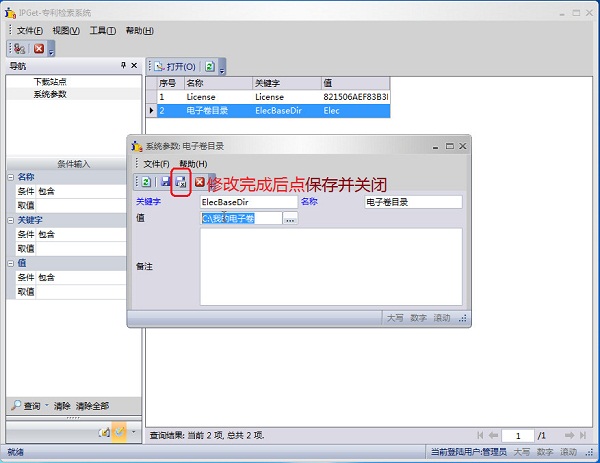 IPGet-专利检索系统
文件(F) 视图(V) 工具(T) 帮助(H)
导航
下载站点
系统参数
条件输入
名称
条件 包含
取值
关键字
条件 包含
取值
值
条件 包含
取值
查询 清除 清除全部
打开(O)
序号 名称 关键字 值
1 License License 821506AEF83B3
2 电子卷目录 ElecBaseDir Elec
系统参数: 电子卷目录
文件(F) 帮助(H)
修改完成后点保存并关闭
关键字 ElecBaseDir 名称 电子卷目录
值 C:\我的电子卷 ...
备注
大写 数字 滚动
查询结果: 当前 2 项, 总共 2 项.
1 /1
就绪
当前登陆用户:管理员 大写 数字 滚动